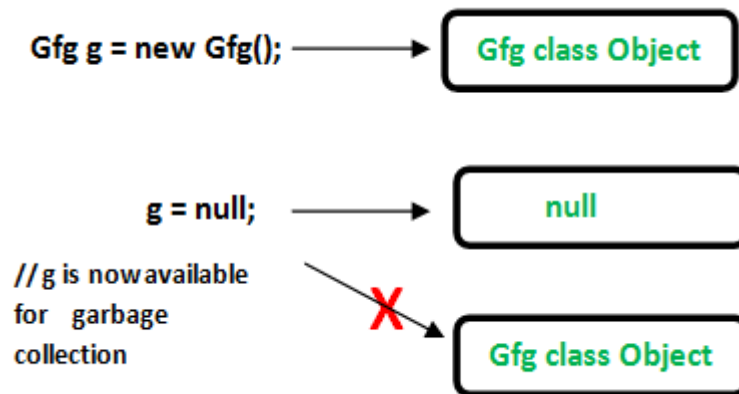 Gfg g = new Gfg();
Gfg class Object
g = null;
null
// g is now available
for garbage
collection
X
Gfg class Object